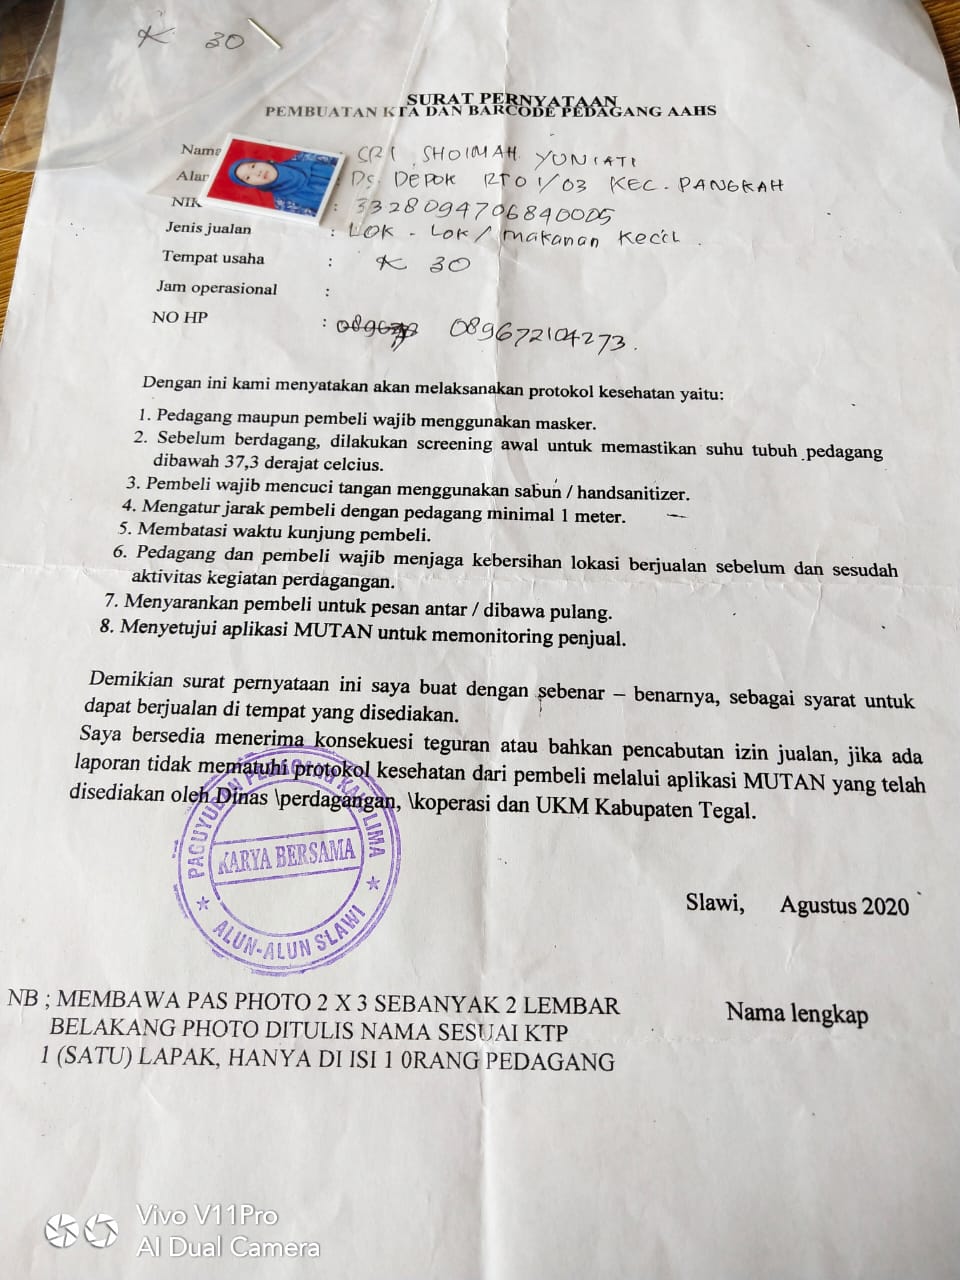 K 30
SURAT PERNYATAAN
PEMBUATAN KTA DAN BARCODE PEDAGANG AAHS
Nama SRI SHOIMAH YUNIATI
Alar : Ds. DEPOK RT01/03 KEC. PANGKAH
NIK : 3328094706840005
Jenis jualan : LOK - LOK / makanan kecil .
Tempat usaha : K 30
Jam operasional :
NO HP : 089672104273.
Dengan ini kami menyatakan akan melaksanakan protokol kesehatan yaitu:
1. Pedagang maupun pembeli wajib menggunakan masker.
2. Sebelum berdagang, dilakukan screening awal untuk memastikan suhu tubuh pedagang
dibawah 37,3 derajat celcius.
3. Pembeli wajib mencuci tangan menggunakan sabun / handsanitizer.
4. Mengatur jarak pembeli dengan pedagang minimal 1 meter.
5. Membatasi waktu kunjung pembeli.
6. Pedagang dan pembeli wajib menjaga kebersihan lokasi berjualan sebelum dan sesudah
aktivitas kegiatan perdagangan.
7. Menyarankan pembeli untuk pesan antar / dibawa pulang.
8. Menyetujui aplikasi MUTAN untuk memonitoring penjual.
Demikian surat pernyataan ini saya buat dengan sebenar – benarnya, sebagai syarat untuk
dapat berjualan di tempat yang disediakan.
Saya bersedia menerima konsekuesi teguran atau bahkan pencabutan izin jualan, jika ada
laporan tidak mematuhi protokol kesehatan dari pembeli melalui aplikasi MUTAN yang telah
disediakan oleh Dinas \perdagangan, \koperasi dan UKM Kabupaten Tegal.
PAGUYUBUN PEDAGANG KAKI LIMA
KARYA BERSAMA
ALUN-ALUN SLAWI
Slawi, Agustus 2020
Nama lengkap
NB ; MEMBAWA PAS PHOTO 2 X 3 SEBANYAK 2 LEMBAR
BELAKANG PHOTO DITULIS NAMA SESUAI KTP
1 (SATU) LAPAK, HANYA DI ISI 1 0RANG PEDAGANG
Vivo V11Pro
AI Dual Camera